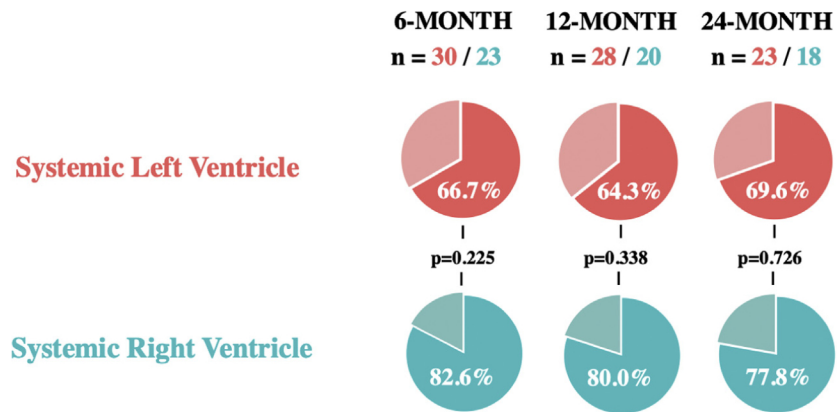 6-MONTH 12-MONTH 24-MONTH
n = 30 / 23 n = 28 / 20 n = 23 / 18
Systemic Left Ventricle
66.7% 64.3% 69.6%
p=0.225 p=0.338 p=0.726
Systemic Right Ventricle
82.6% 80.0% 77.8%